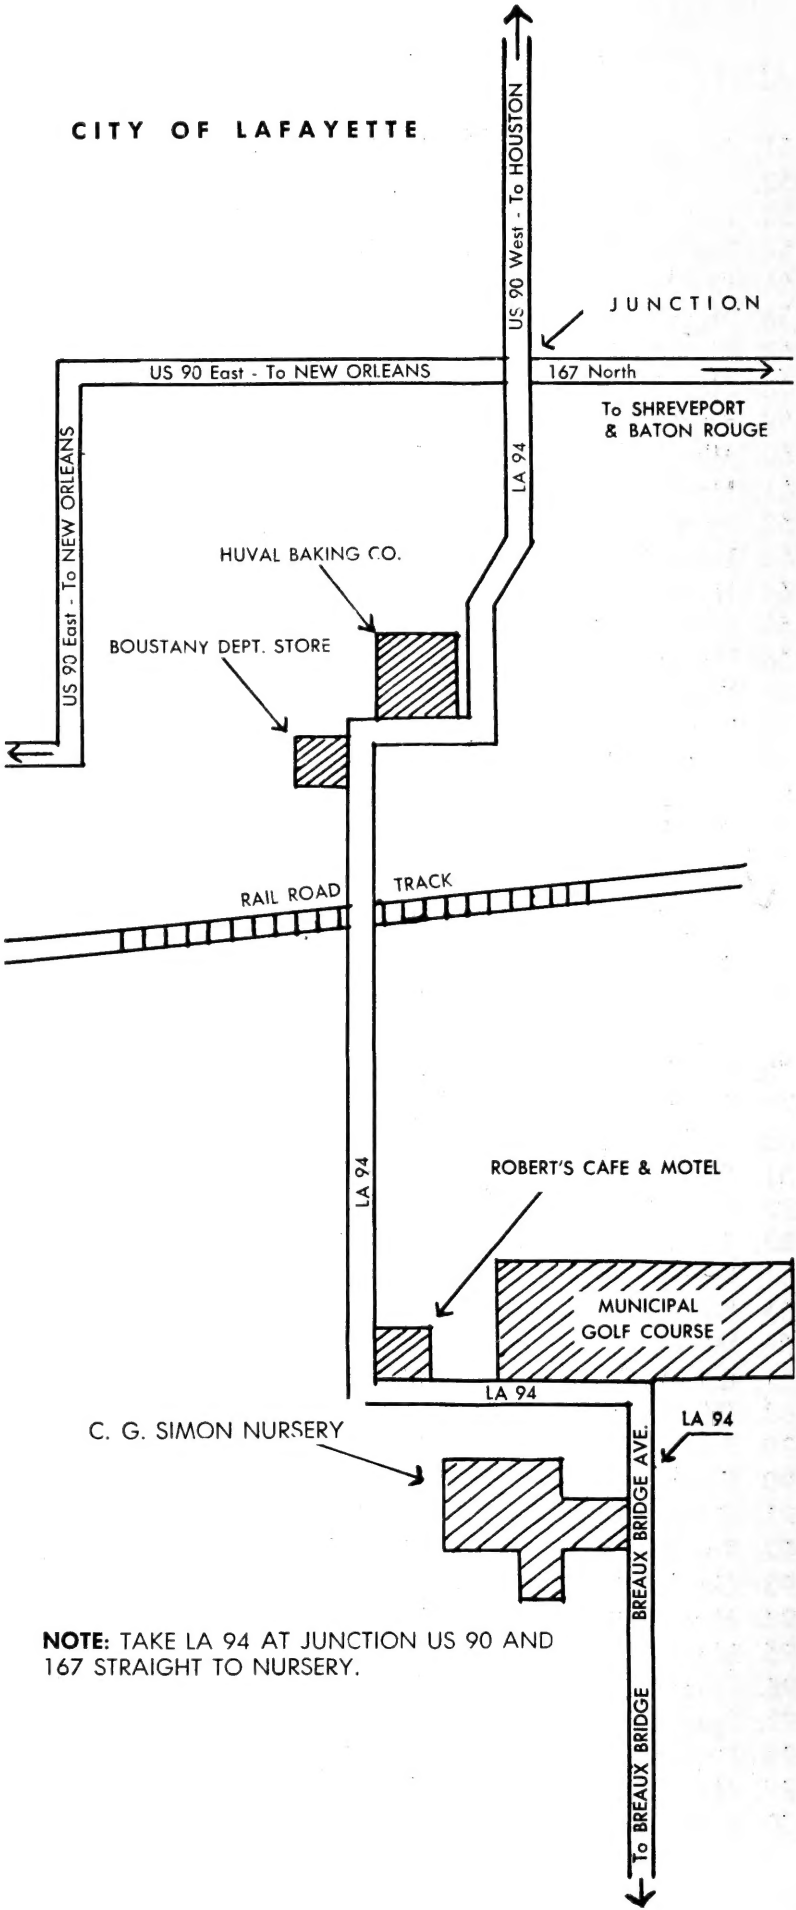 CITY OF LAFAYETTE
US 90 West - To HOUSTON
JUNCTION
US 90 East - To NEW ORLEANS
167 North
To SHREVEPORT
& BATON ROUGE
LA 94
US 90 East - To NEW ORLEANS
HUVAL BAKING CO.
BOUSTANY DEPT. STORE
RAIL ROAD TRACK
LA 94
ROBERT'S CAFE & MOTEL
MUNICIPAL
GOLF COURSE
LA 94
LA 94
C. G. SIMON NURSERY
BREAUX BRIDGE AVE.
NOTE: TAKE LA 94 AT JUNCTION US 90 AND
167 STRAIGHT TO NURSERY.
To BREAUX BRIDGE